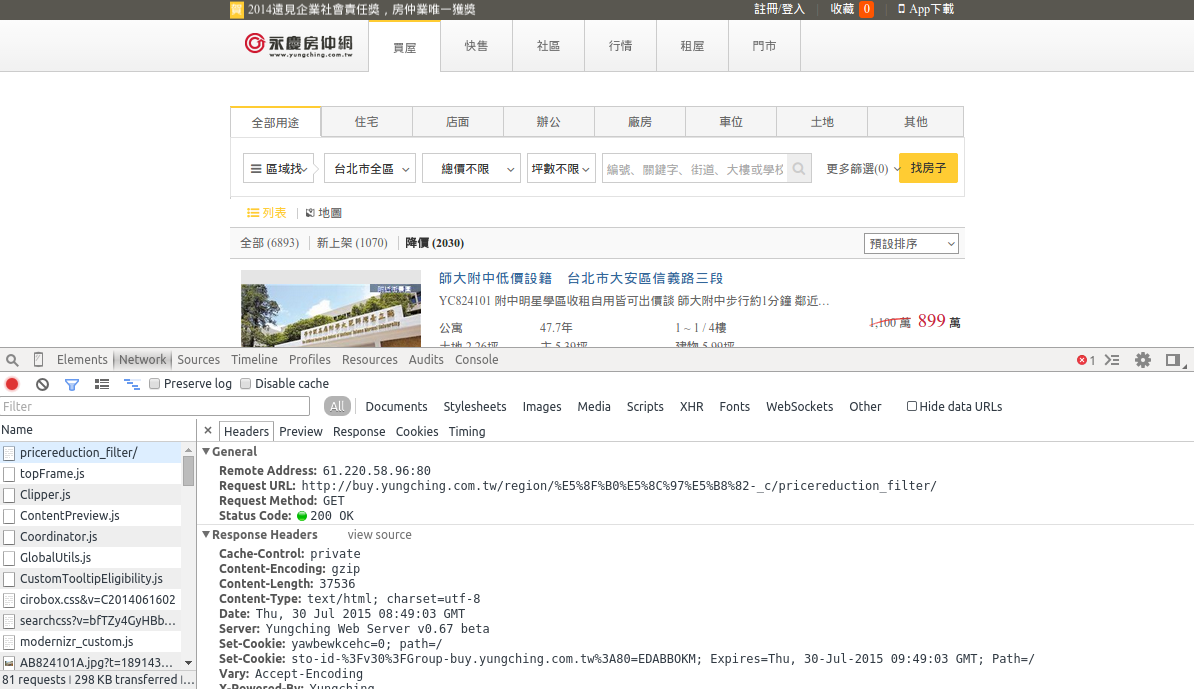 2014遠見企業社會責任獎，房仲業唯一獲獎 註冊/登入 收藏 0 App下載
永慶房仲網 www.yungching.com.tw 買屋 快售 社區 行情 租屋 門市
全部用途 住宅 店面 辦公 廠房 車位 土地 其他
區域找 台北市全區 總價不限 坪數不限 編號、關鍵字、街道、大樓或學校 更多篩選(0) 找房子
列表 地圖
全部 (6893) 新上架 (1070) 降價 (2030) 預設排序
師大附中低價設籍 台北市大安區信義路三段
YC824101 附中明星學區收租自用皆可出價談 師大附中步行約1分鐘 鄰近…
1,100 萬 899 萬
公寓 47.7年 1 ~ 1 / 4樓
土地 2.26坪 主 5.39坪 建物 5.99坪
Elements Network Sources Timeline Profiles Resources Audits Console 1
Preserve log Disable cache
Filter All Documents Stylesheets Images Media Scripts XHR Fonts WebSockets Other Hide data URLs
Name × Headers Preview Response Cookies Timing
pricereduction_filter/
topFrame.js
Clipper.js
ContentPreview.js
Coordinator.js
GlobalUtils.js
CustomTooltipEligibility.js
cirobox.css&v=C2014061602
searchcss?v=bfTZy4GyHBb...
modernizr_custom.js
AB824101A.jpg?t=189143...
81 requests ı 298 KB transferred ı...
General
Remote Address: 61.220.58.96:80
Request URL: http://buy.yungching.com.tw/region/%E5%8F%B0%E5%8C%97%E5%B8%82-_c/pricereduction_filter/
Request Method: GET
Status Code: 200 OK
Response Headers view source
Cache-Control: private
Content-Encoding: gzip
Content-Length: 37536
Content-Type: text/html; charset=utf-8
Date: Thu, 30 Jul 2015 08:49:03 GMT
Server: Yungching Web Server v0.67 beta
Set-Cookie: yawbewkcehc=0; path=/
Set-Cookie: sto-id-%3Fv30%3FGroup-buy.yungching.com.tw%3A80=EDABBOKM; Expires=Thu, 30-Jul-2015 09:49:03 GMT; Path=/
Vary: Accept-Encoding
X-Powered-By: Yungching